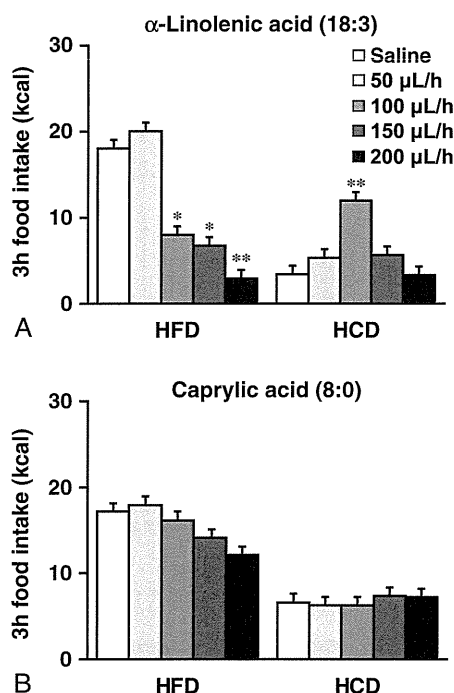 α-Linolenic acid (18:3)
30
20
10
0
3h food intake (kcal)
Saline
50 µL/h
100 µL/h
150 µL/h
200 µL/h
*
*
**
**
HFD
HCD
A
Caprylic acid (8:0)
30
20
10
0
3h food intake (kcal)
HFD
HCD
B